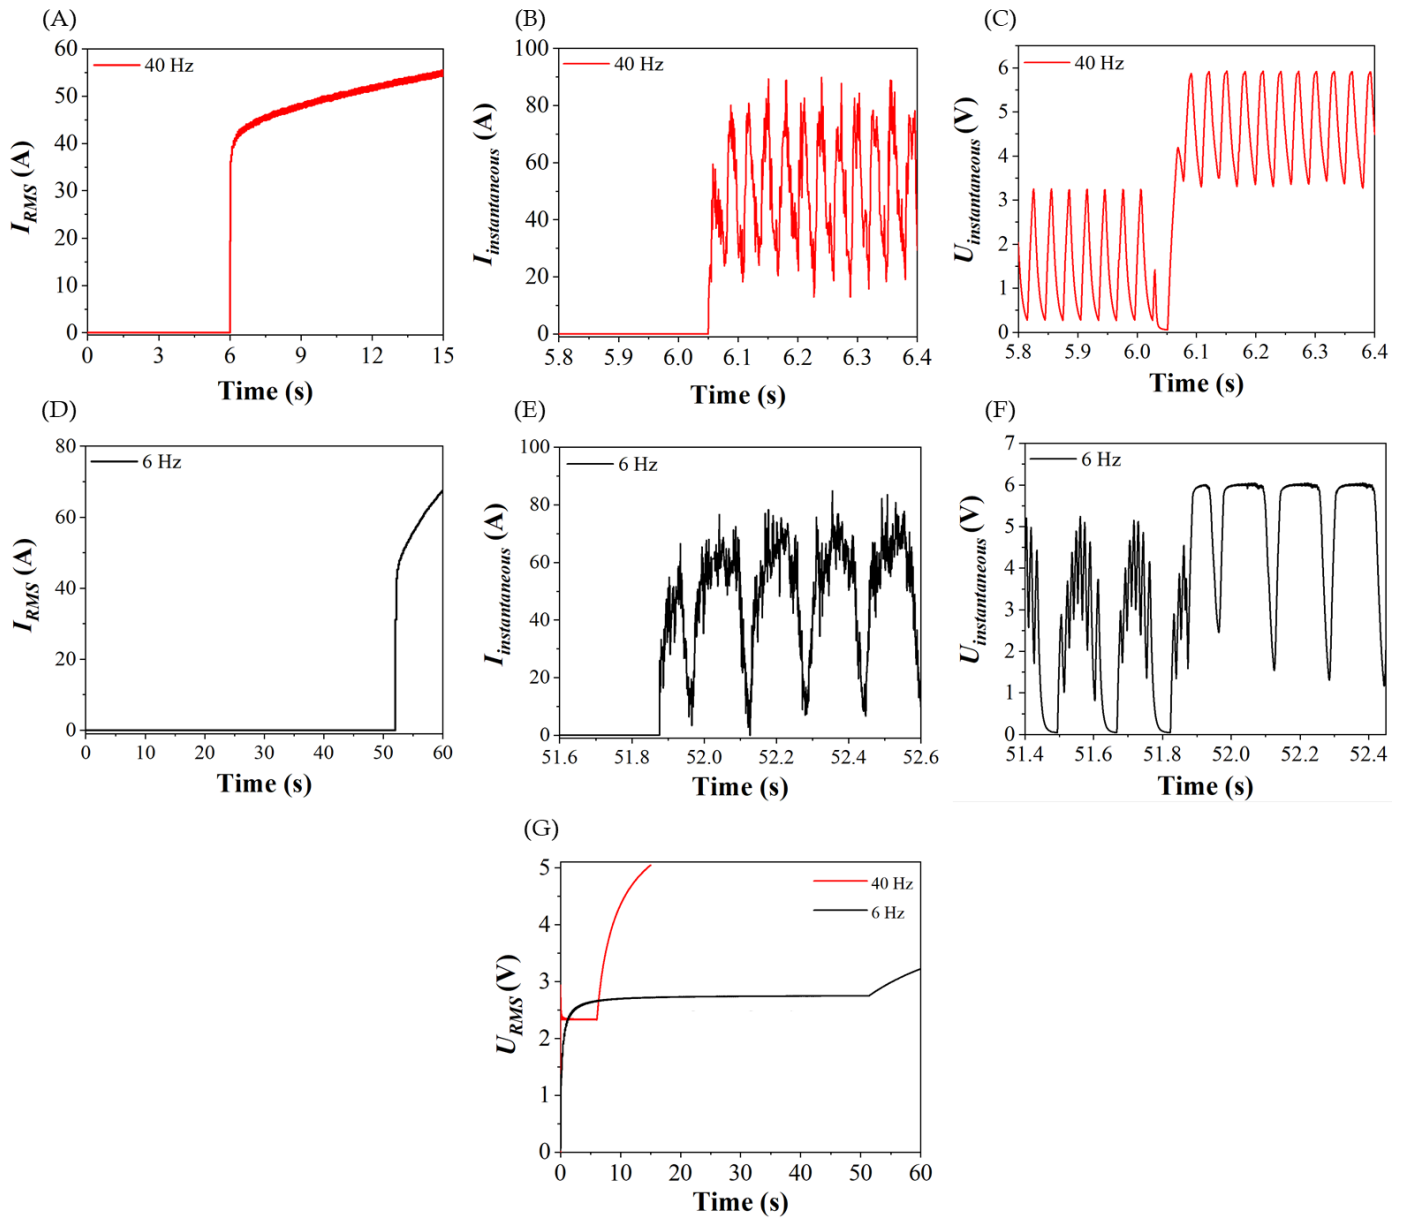 (A)
60
50
40
30
20
10
0
I_RMS (A)
40 Hz
0 3 6 9 12 15
Time (s)
(B)
100
80
60
40
20
0
I_instantaneous (A)
40 Hz
5.8 5.9 6.0 6.1 6.2 6.3 6.4
Time (s)
(C)
6
5
4
3
2
1
0
U_instantaneous (V)
40 Hz
5.8 5.9 6.0 6.1 6.2 6.3 6.4
Time (s)
(D)
80
60
40
20
0
I_RMS (A)
6 Hz
0 10 20 30 40 50 60
Time (s)
(E)
100
80
60
40
20
0
I_instantaneous (A)
6 Hz
51.6 51.8 52.0 52.2 52.4 52.6
Time (s)
(F)
7
6
5
4
3
2
1
0
U_instantaneous (V)
6 Hz
51.4 51.6 51.8 52.0 52.2 52.4
Time (s)
(G)
5
4
3
2
1
0
U_RMS (V)
40 Hz
6 Hz
0 10 20 30 40 50 60
Time (s)